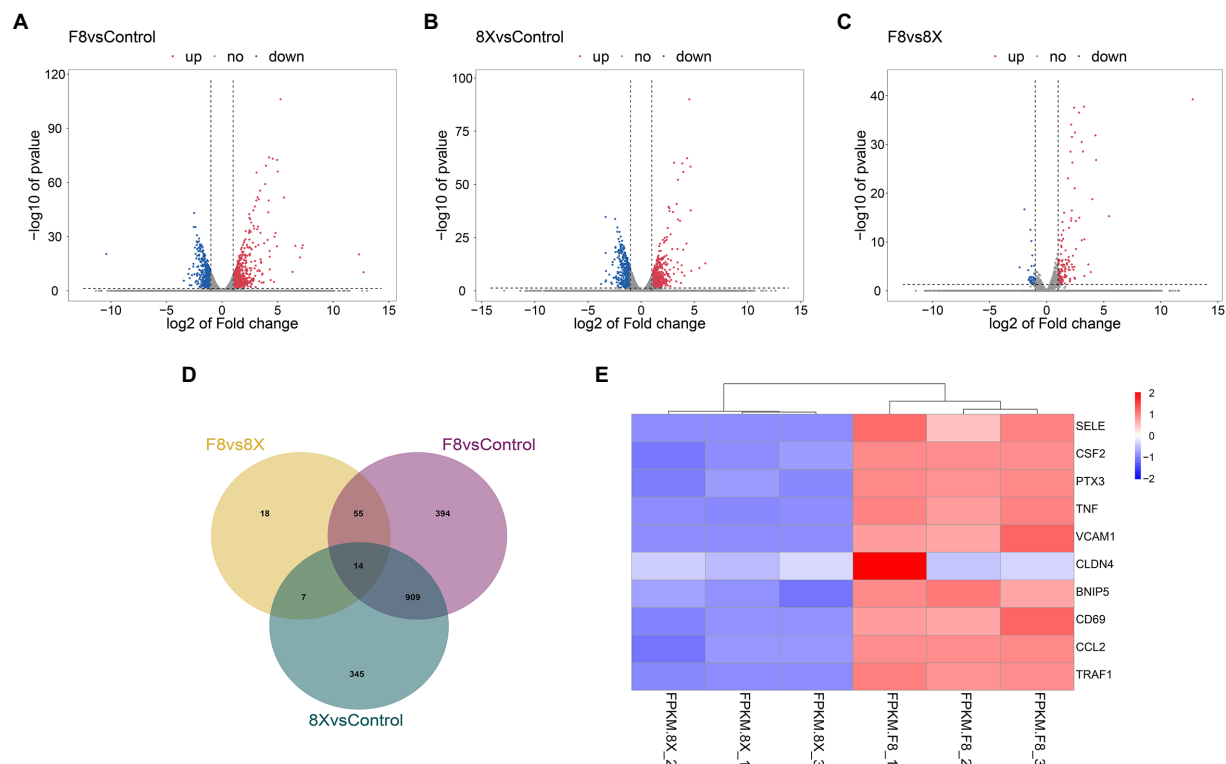 A
F8vsControl
up no down
120
90
60
30
0
−10 −5 0 5 10 15
−log10 of pvalue
log2 of Fold change
B
8XvsControl
up no down
100
75
50
25
0
−15 −10 −5 0 5 10 15
−log10 of pvalue
log2 of Fold change
C
F8vs8X
up no down
40
30
20
10
0
−10 −5 0 5 10 15
−log10 of pvalue
log2 of Fold change
D
F8vs8X
F8vsControl
18
55
394
14
7
909
345
8XvsControl
E
2
1
0
−1
−2
SELE
CSF2
PTX3
TNF
VCAM1
CLDN4
BNIP5
CD69
CCL2
TRAF1
FPKM.8X_2
FPKM.8X_1
FPKM.8X_3
FPKM.F8_1
FPKM.F8_2
FPKM.F8_3